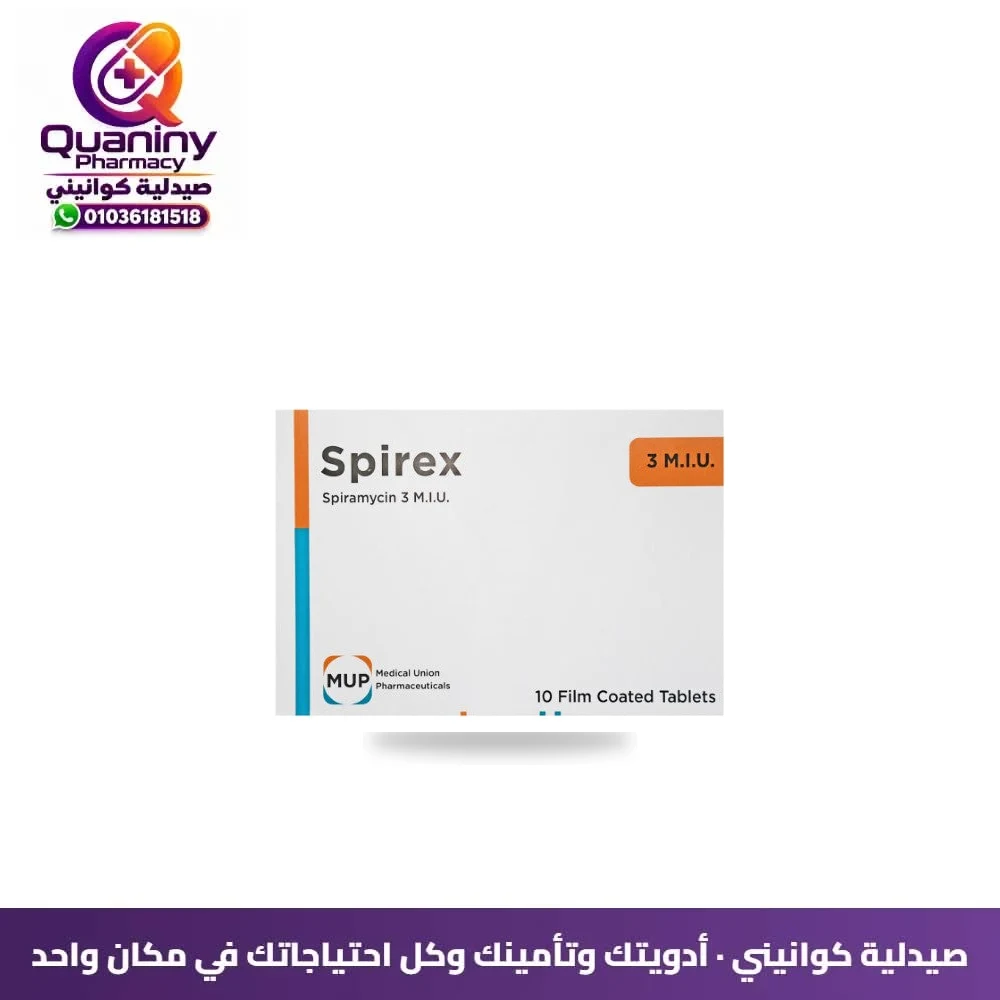 Quaniny
Pharmacy
صيدلية كوانيني
01036181518
Spirex
3 M.I.U.
Spiramycin 3 M.I.U.
MUP
Medical Union
Pharmaceuticals
10 Film Coated Tablets
صيدلية كوانيني · أدويتك وتأمينك وكل احتياجاتك في مكان واحد